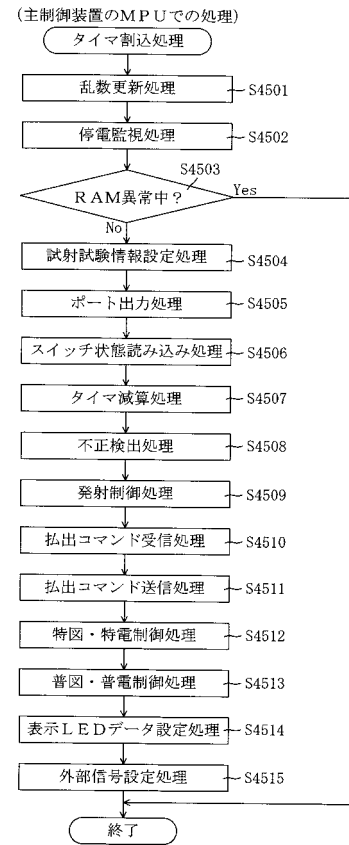 (主制御装置のMPUでの処理)
タイマ割込処理
乱数更新処理 S4501
停電監視処理 S4502
S4503
RAM異常中? Yes
No
試射試験情報設定処理 S4504
ポート出力処理 S4505
スイッチ状態読み込み処理 S4506
タイマ減算処理 S4507
不正検出処理 S4508
発射制御処理 S4509
払出コマンド受信処理 S4510
払出コマンド送信処理 S4511
特図・特電制御処理 S4512
普図・普電制御処理 S4513
表示LEDデータ設定処理 S4514
外部信号設定処理 S4515
終了